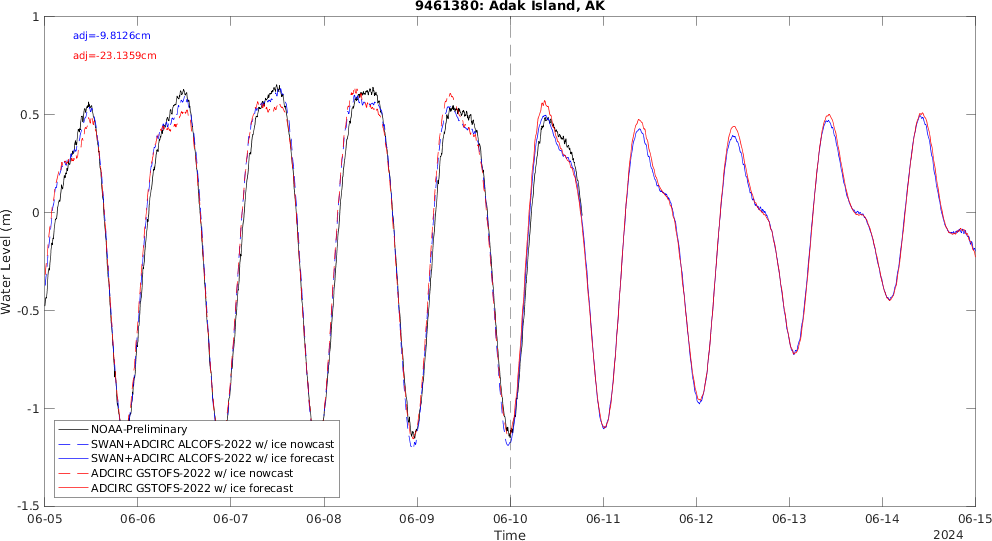 9461380: Adak Island, AK
adj=-9.8126cm
adj=-23.1359cm
Water Level (m)
1
0.5
0
-0.5
-1
-1.5
NOAA-Preliminary
SWAN+ADCIRC ALCOFS-2022 w/ ice nowcast
SWAN+ADCIRC ALCOFS-2022 w/ ice forecast
ADCIRC GSTOFS-2022 w/ ice nowcast
ADCIRC GSTOFS-2022 w/ ice forecast
06-05 06-06 06-07 06-08 06-09 06-10 06-11 06-12 06-13 06-14 06-15
Time
2024